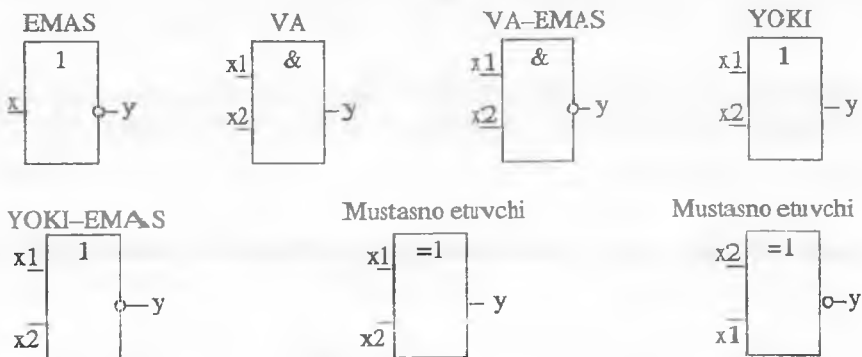 EMAS VA VA–EMAS YOKI
1 & & 1
x1 x1 x1
x y y y y
x2 x2 x2
YOKI–EMAS Mustasno etuvchi Mustasno etuvchi
1 =1 =1
x1 x1 x2
y y y
x2 x2 x1